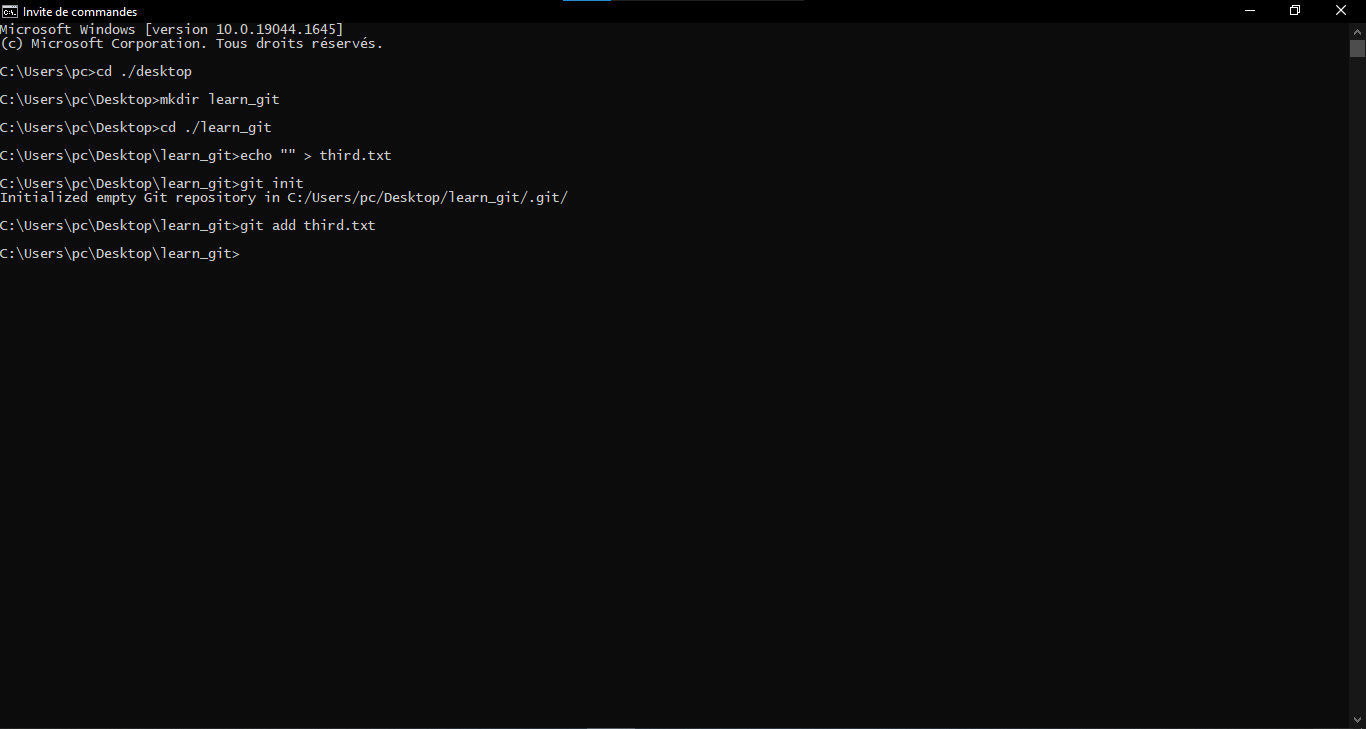 Invite de commandes
Microsoft Windows [version 10.0.19044.1645]
(c) Microsoft Corporation. Tous droits réservés.
C:\Users\pc>cd ./desktop
C:\Users\pc\Desktop>mkdir learn_git
C:\Users\pc\Desktop>cd ./learn_git
C:\Users\pc\Desktop\learn_git>echo "" > third.txt
C:\Users\pc\Desktop\learn_git>git init
Initialized empty Git repository in C:/Users/pc/Desktop/learn_git/.git/
C:\Users\pc\Desktop\learn_git>git add third.txt
C:\Users\pc\Desktop\learn_git>